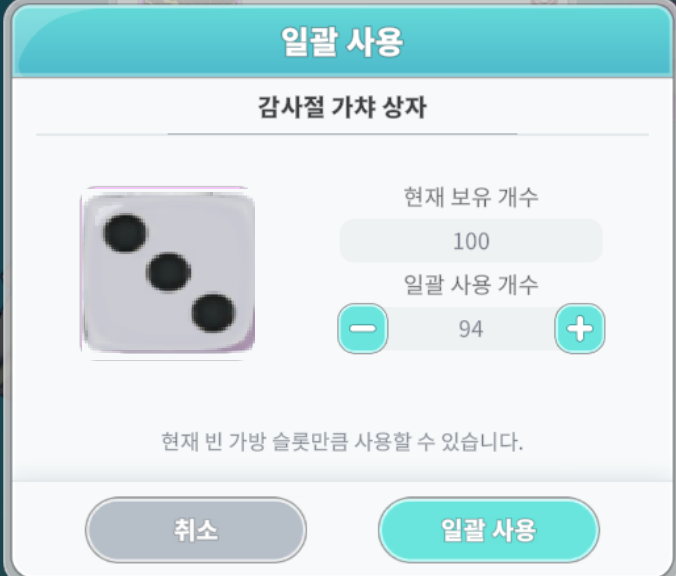 일괄 사용
감사절 가챠 상자
현재 보유 개수
100
일괄 사용 개수
94
현재 빈 가방 슬롯만큼 사용할 수 있습니다.
취소
일괄 사용